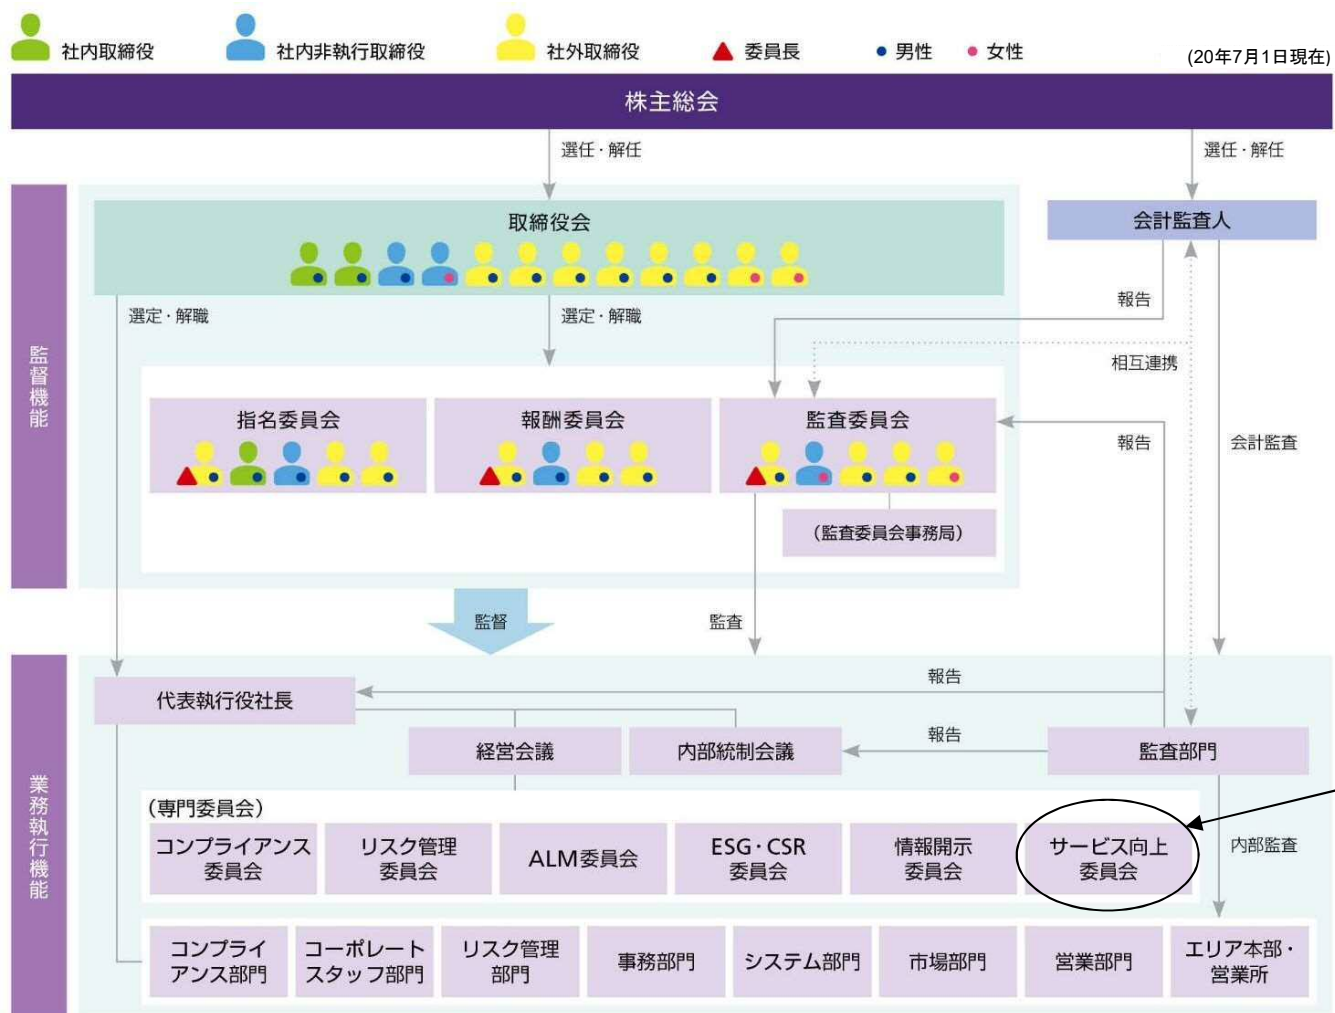 社内取締役 社内非執行取締役 社外取締役 委員長 男性 女性
(20年7月1日現在)
株主総会
選任・解任 選任・解任
監督機能
取締役会
会計監査人
選定・解職 選定・解職
報告
相互連携
指名委員会 報酬委員会 監査委員会
報告
会計監査
(監査委員会事務局)
監督
監査
業務執行機能
代表執行役社長
報告
経営会議 内部統制会議
報告
監査部門
(専門委員会)
コンプライアンス
委員会
リスク管理
委員会
ALM委員会
ESG・CSR
委員会
情報開示
委員会
サービス向上
委員会
内部監査
コンプライ
アンス部門
コーポレート
スタッフ部門
リスク管理
部門
事務部門
システム部門
市場部門
営業部門
エリア本部・
営業所